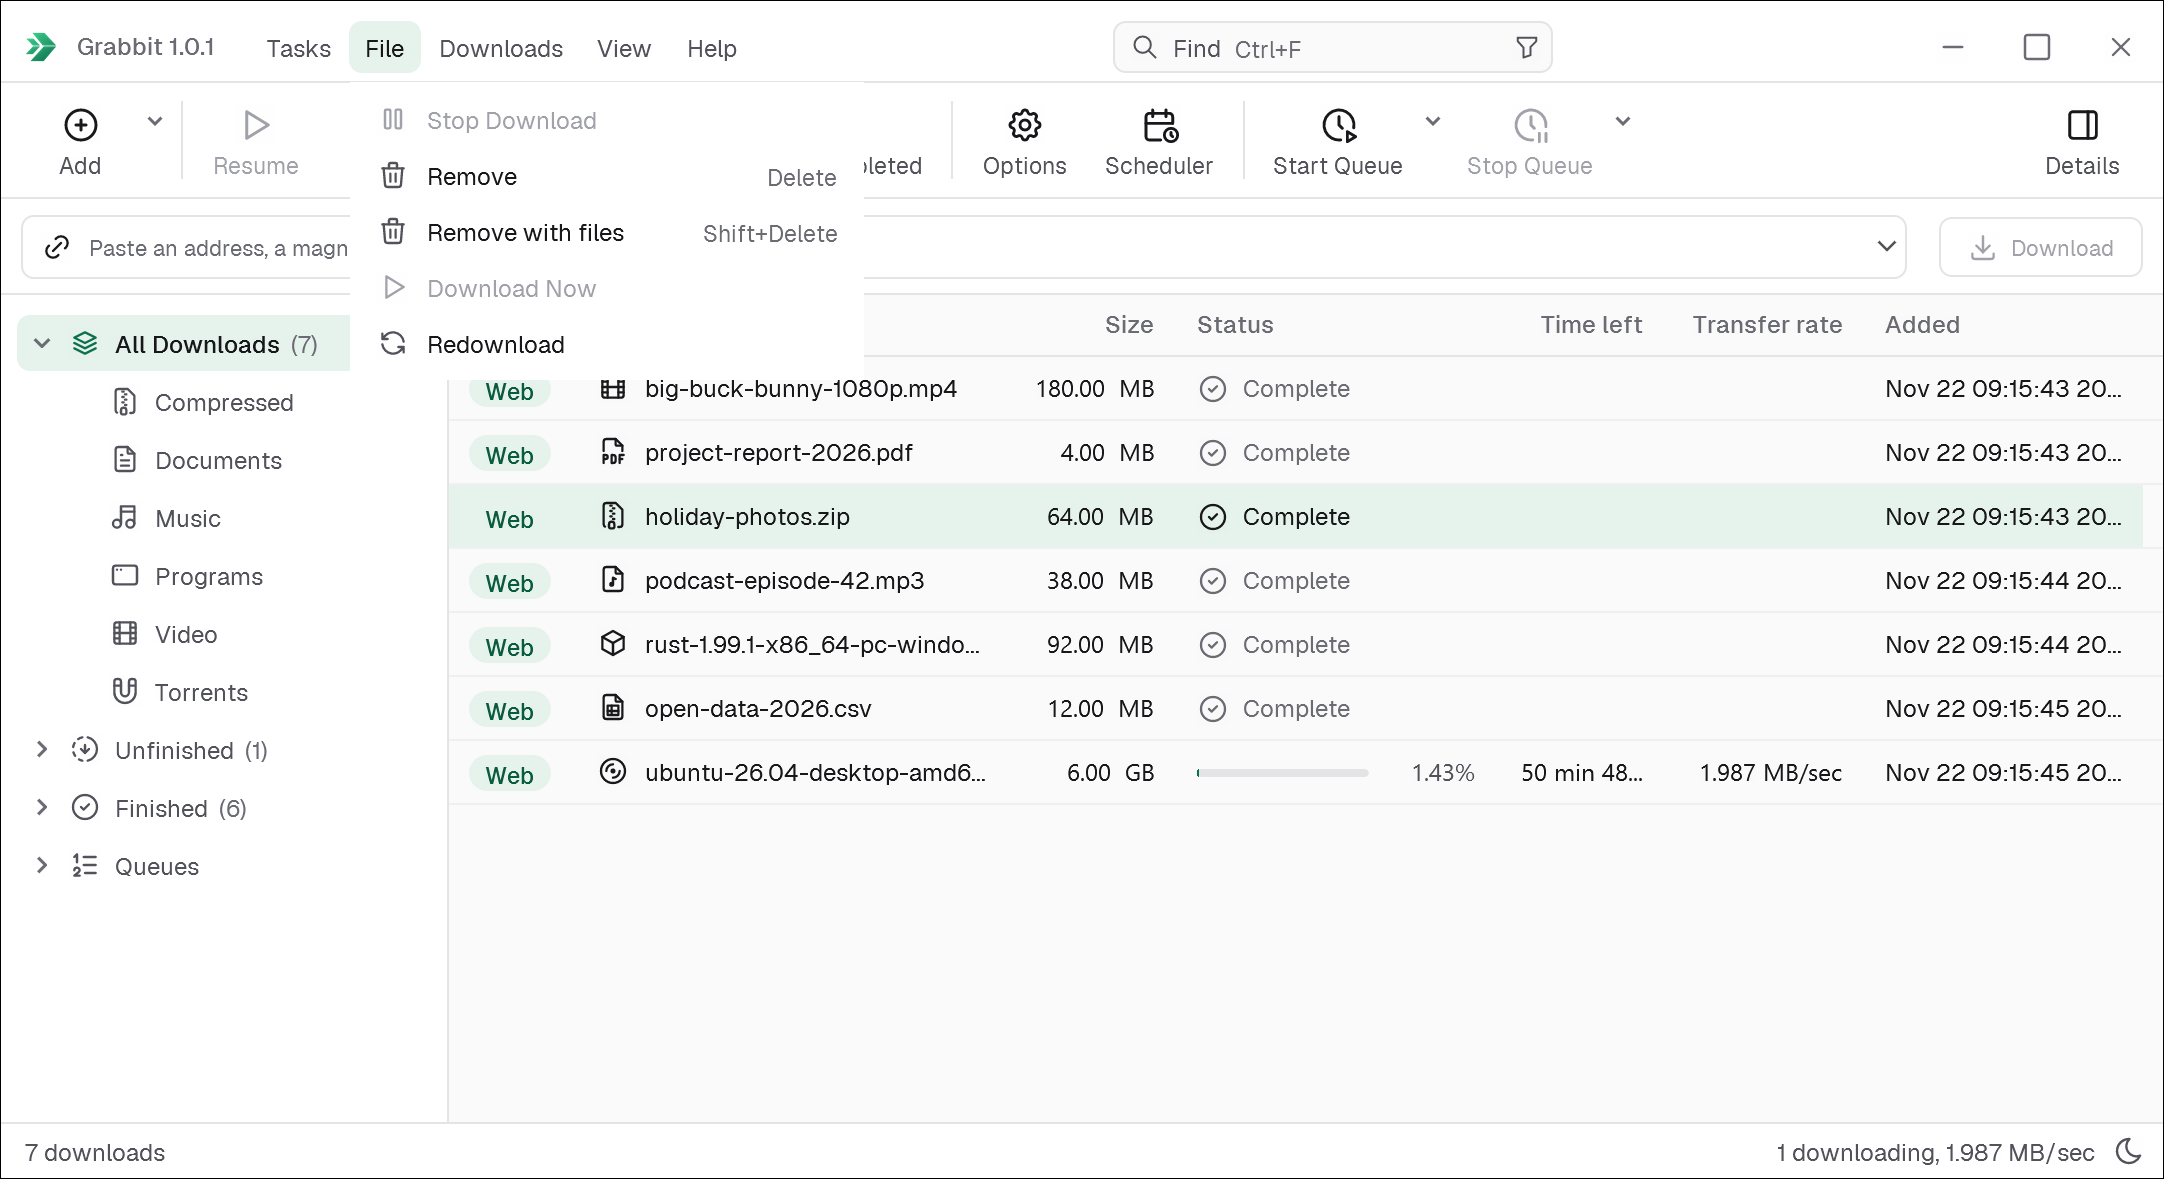 Grabbit 1.0.1 Tasks File Downloads View Help Find Ctrl+F
Stop Download
Add Resume Options Scheduler Start Queue Stop Queue Details
Remove Delete
Remove with files Shift+Delete
Paste an address, a magn Download
Download Now
Redownload
Size Status Time left Transfer rate Added
All Downloads (7)
Compressed
Documents
Music
Programs
Video
Torrents
Unfinished (1)
Finished (6)
Queues
Web big-buck-bunny-1080p.mp4 180.00 MB Complete Nov 22 09:15:43 20...
Web project-report-2026.pdf 4.00 MB Complete Nov 22 09:15:43 20...
Web holiday-photos.zip 64.00 MB Complete Nov 22 09:15:43 20...
Web podcast-episode-42.mp3 38.00 MB Complete Nov 22 09:15:44 20...
Web rust-1.99.1-x86_64-pc-windo... 92.00 MB Complete Nov 22 09:15:44 20...
Web open-data-2026.csv 12.00 MB Complete Nov 22 09:15:45 20...
Web ubuntu-26.04-desktop-amd6... 6.00 GB 1.43% 50 min 48... 1.987 MB/sec Nov 22 09:15:45 20...
7 downloads 1 downloading, 1.987 MB/sec